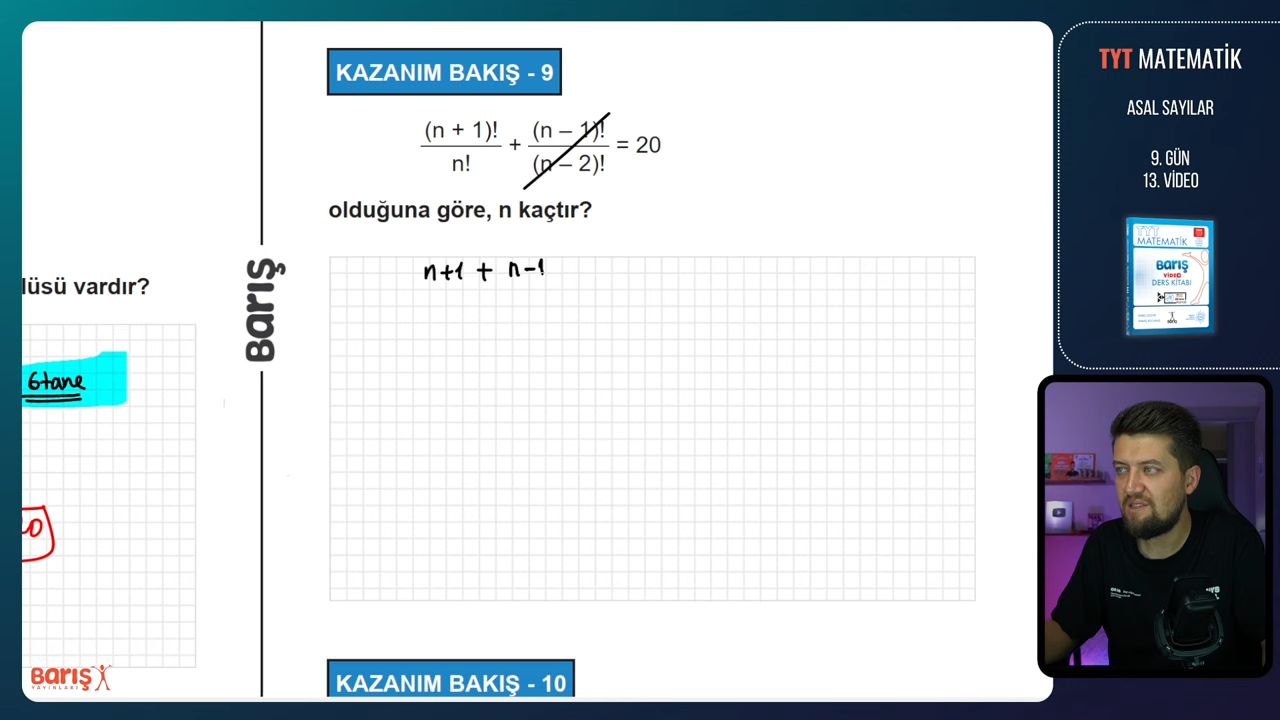 lüsü vardır?
6tane
BARIŞ YAYINLARI
Barış
KAZANIM BAKIŞ - 9
(n + 1)! / n! + (n – 1)! / (n – 2)! = 20
olduğuna göre, n kaçtır?
n+1 + n-1
KAZANIM BAKIŞ - 10
TYT MATEMATİK
ASAL SAYILAR
9. GÜN
13. VİDEO
TYT
MATEMATİK
Barış
VİDEO
DERS KİTABI